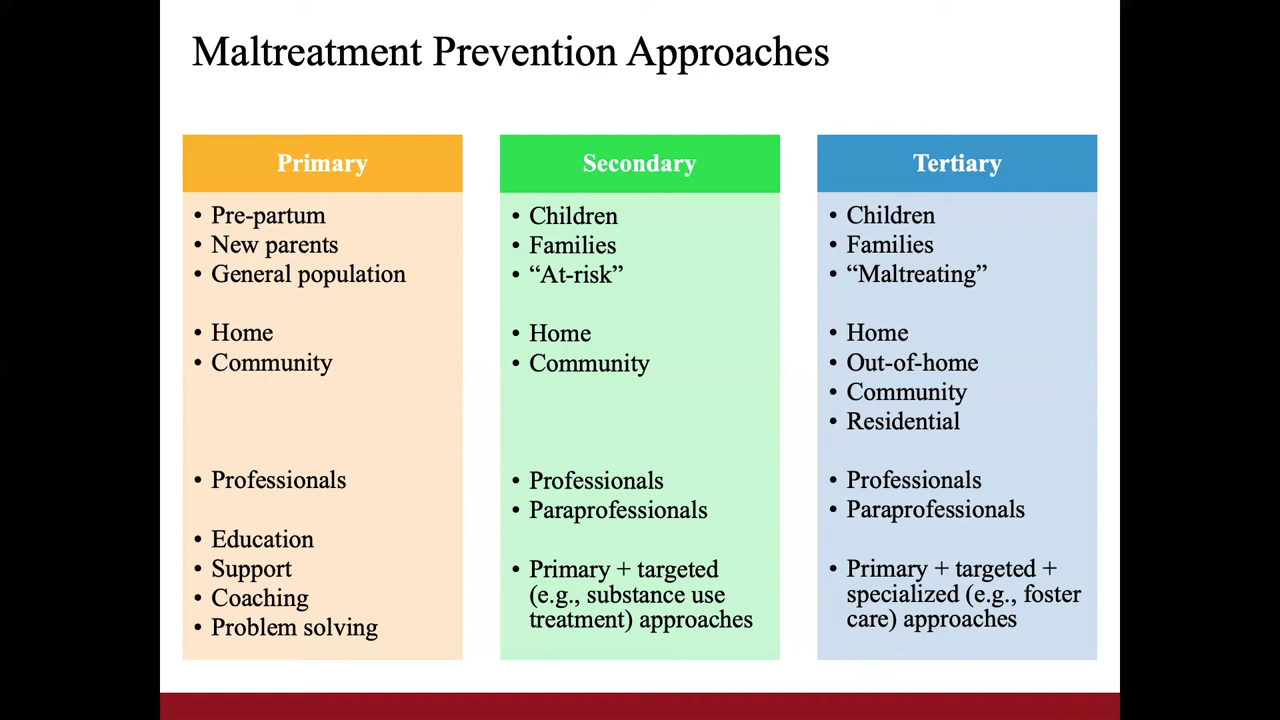 Maltreatment Prevention Approaches
Primary
• Pre-partum
• New parents
• General population
• Home
• Community
• Professionals
• Education
• Support
• Coaching
• Problem solving
Secondary
• Children
• Families
• “At-risk”
• Home
• Community
• Professionals
• Paraprofessionals
• Primary + targeted
(e.g., substance use
treatment) approaches
Tertiary
• Children
• Families
• “Maltreating”
• Home
• Out-of-home
• Community
• Residential
• Professionals
• Paraprofessionals
• Primary + targeted +
specialized (e.g., foster
care) approaches